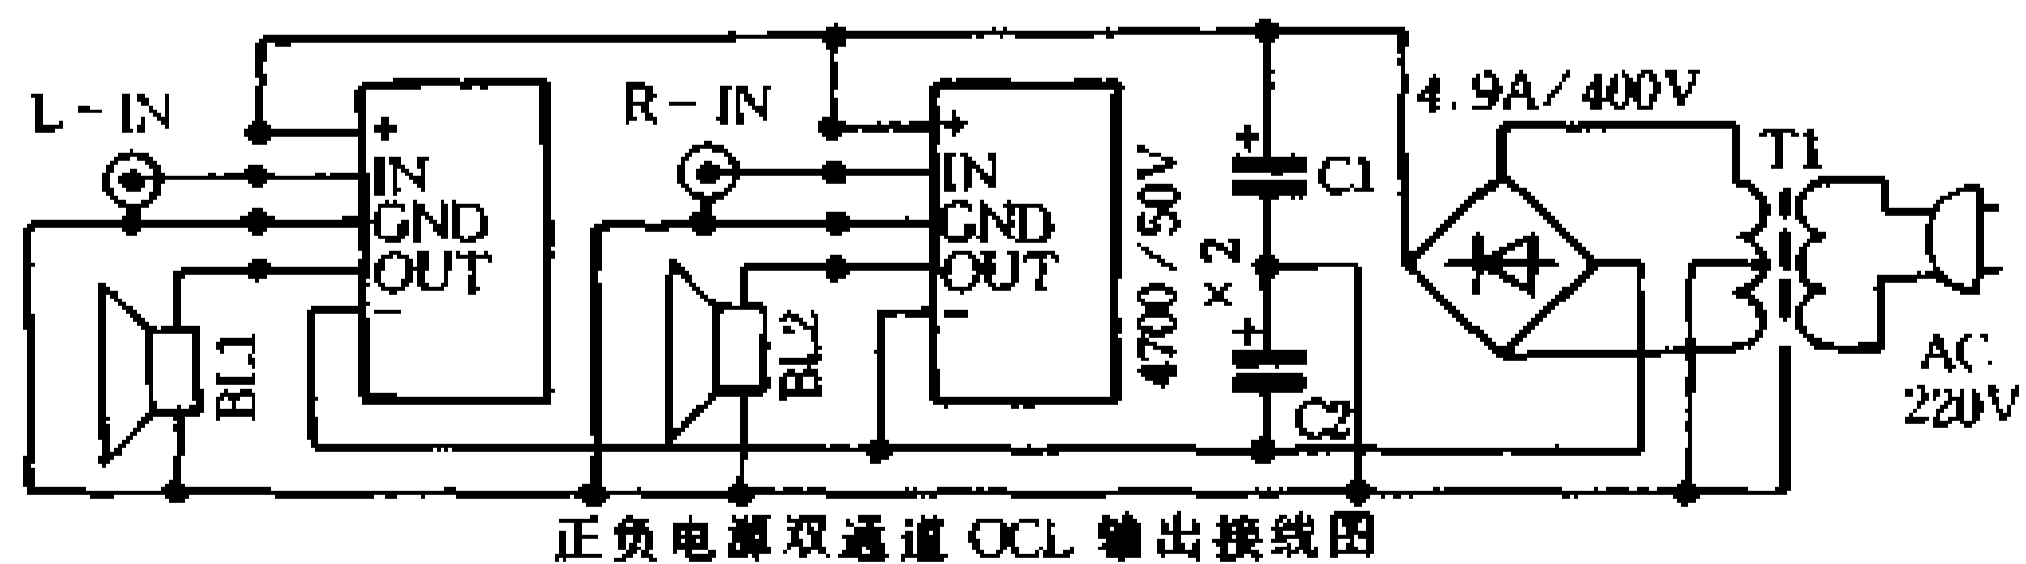 L-IN
+
IN
GND
OUT
-
BL1
R-IN
+
IN
GND
OUT
-
BL2
4700/50V
×2
+
C1
+
C2
4.9A/400V
T1
AC
220V
正负电源双通道 OCL 输出接线图